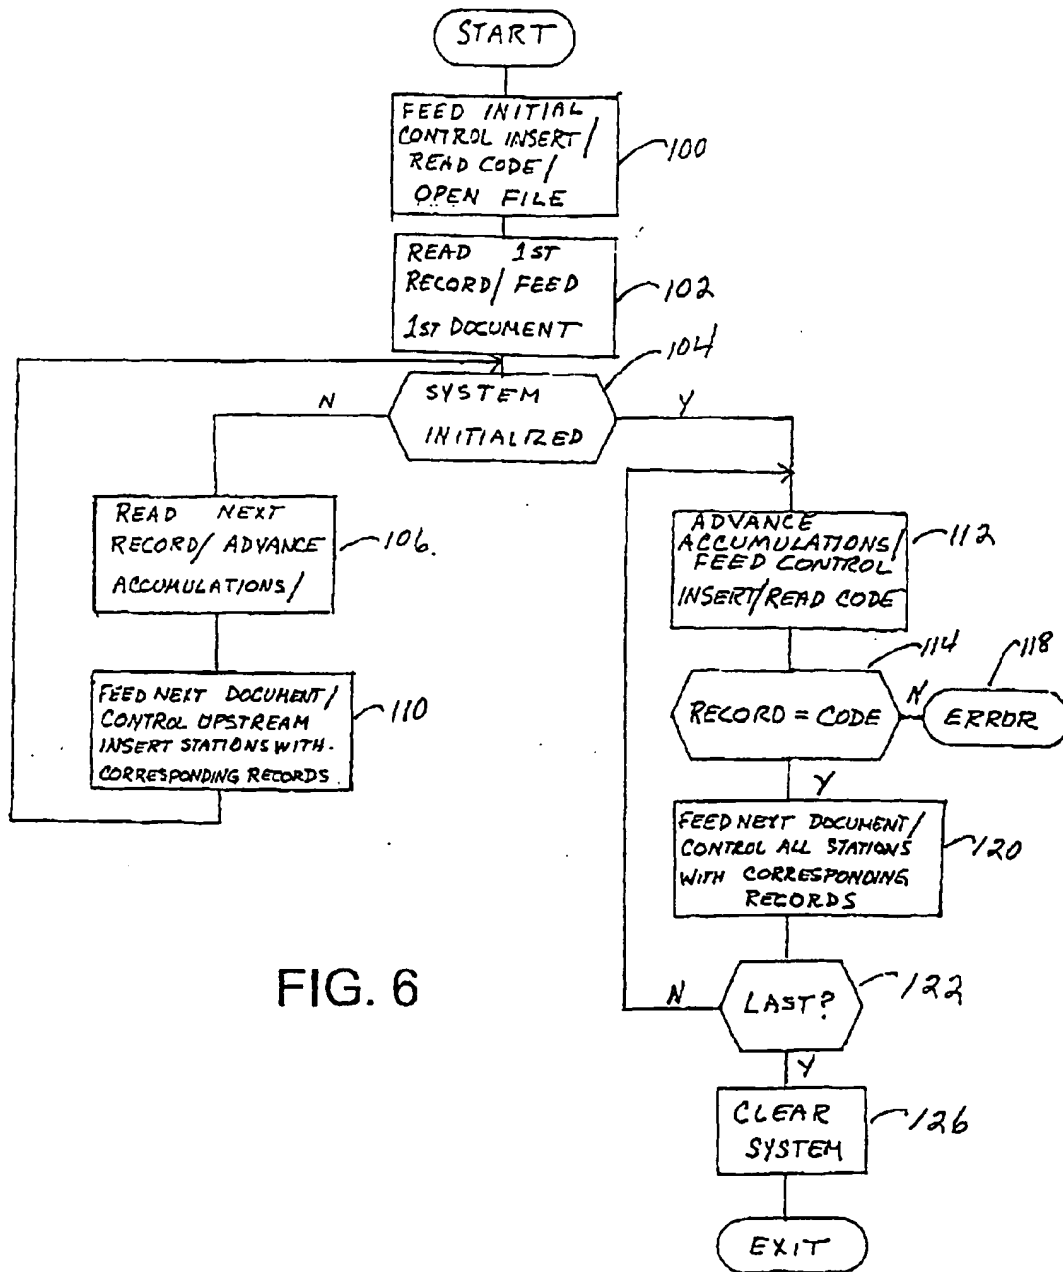 START
FEED INITIAL
CONTROL INSERT/
READ CODE/
OPEN FILE
100
READ 1ST
RECORD/ FEED
1ST DOCUMENT
102
104
SYSTEM
INITIALIZED
N
Y
READ NEXT
RECORD/ ADVANCE
ACCUMULATIONS/
106.
FEED NEXT DOCUMENT/
CONTROL UPSTREAM
INSERT STATIONS WITH
CORRESPONDING RECORDS
110
ADVANCE
ACCUMULATIONS/
FEED CONTROL
INSERT/READ CODE
112
114
RECORD = CODE
N
118
ERROR
Y
FEED NEXT DOCUMENT/
CONTROL ALL STATIONS
WITH CORRESPONDING
RECORDS
120
LAST?
N
122
Y
CLEAR
SYSTEM
126
EXIT
FIG. 6